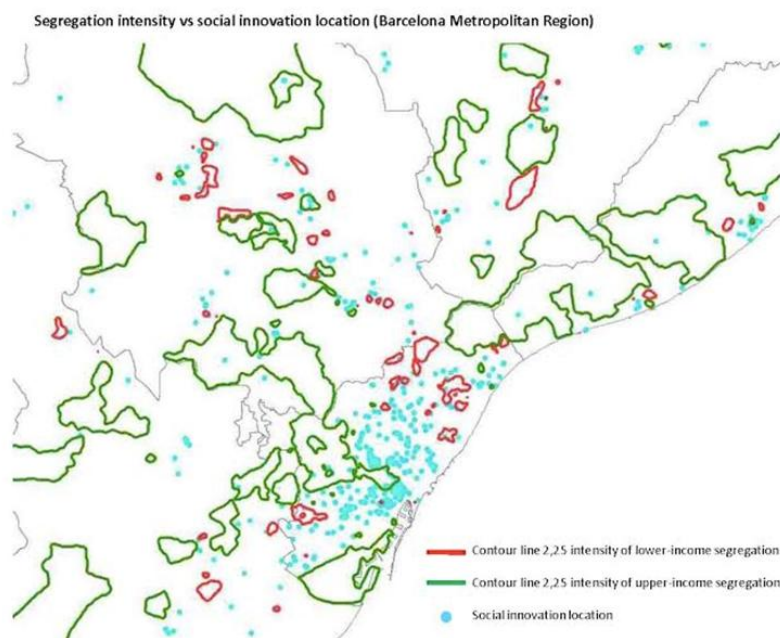 Segregation intensity vs social innovation location (Barcelona Metropolitan Region)
Contour line 2,25 intensity of lower-income segregation
Contour line 2,25 intensity of upper-income segregation
Social innovation location